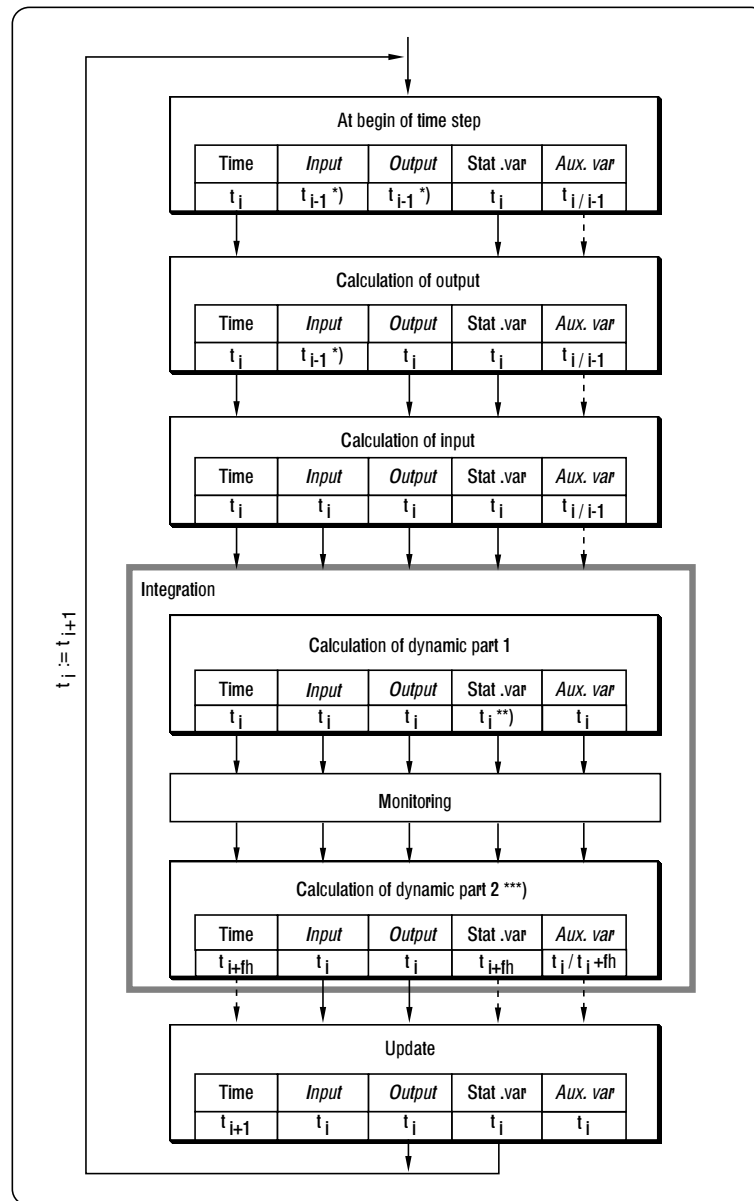 At begin of time step
Time Input Output Stat .var Aux. var
t i t i-1 *) t i-1 *) t i t i / i-1
Calculation of output
Time Input Output Stat .var Aux. var
t i t i-1 *) t i t i t i / i-1
Calculation of input
Time Input Output Stat .var Aux. var
t i t i t i t i t i / i-1
Integration
Calculation of dynamic part 1
Time Input Output Stat .var Aux. var
t i t i t i t i **) t i
Monitoring
Calculation of dynamic part 2 ***)
Time Input Output Stat .var Aux. var
t i+fh t i t i t i+fh t i / t i +fh
Update
Time Input Output Stat .var Aux. var
t i+1 t i t i t i t i
t i := t i+1